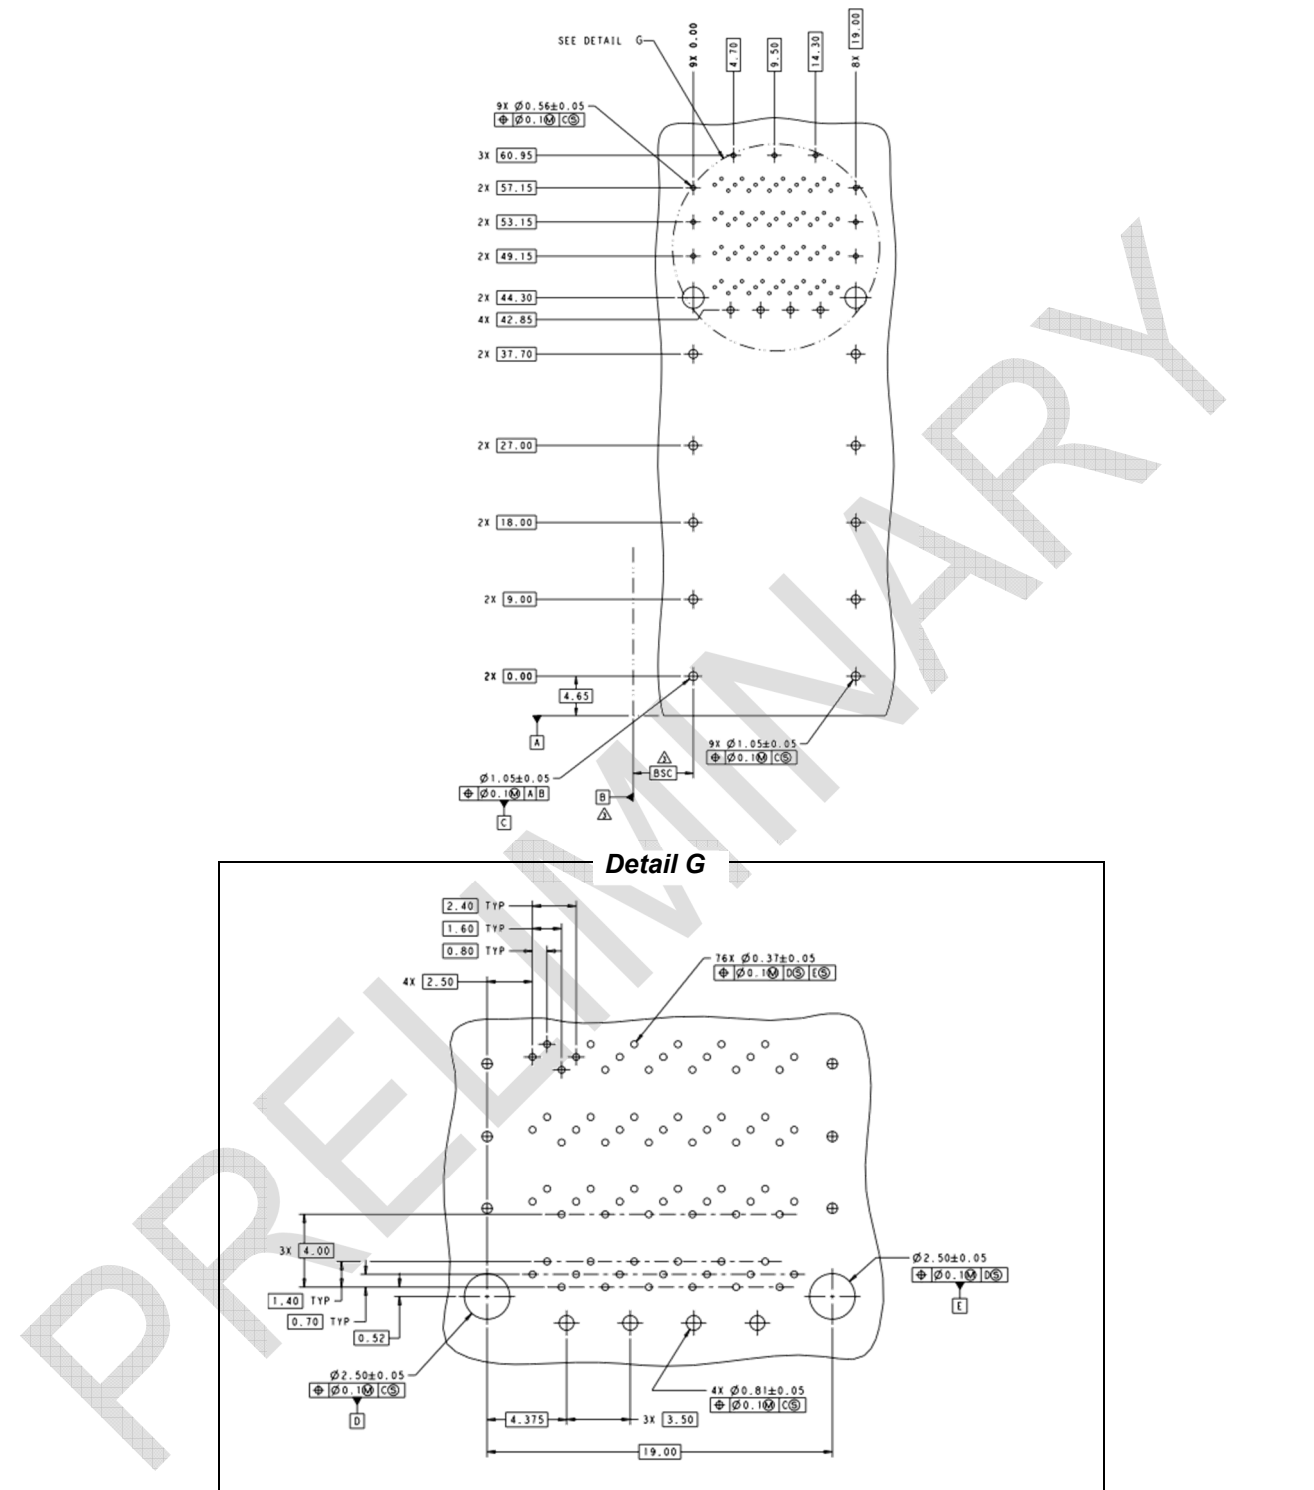 SEE DETAIL G
9X 0.00
4.70
9.50
14.30
8X 19.00
9X Ø0.56±0.05
⌖ Ø0.1Ⓜ CⓈ
3X 60.95
2X 57.15
2X 53.15
2X 49.15
2X 44.30
4X 42.85
2X 37.70
2X 27.00
2X 18.00
2X 9.00
2X 0.00
4.65
A
9X Ø1.05±0.05
⌖ Ø0.1Ⓜ CⓈ
BSC
Ø1.05±0.05
⌖ Ø0.1Ⓜ A B
B
C
Detail G
2.40 TYP
1.60 TYP
0.80 TYP
4X 2.50
76X Ø0.37±0.05
⌖ Ø0.1Ⓜ DⓈ EⓈ
3X 4.00
1.40 TYP
0.70 TYP
0.52
Ø2.50±0.05
⌖ Ø0.1Ⓜ DⓈ
E
Ø2.50±0.05
⌖ Ø0.1Ⓜ CⓈ
D
4X Ø0.81±0.05
⌖ Ø0.1Ⓜ CⓈ
4.375
3X 3.50
19.00
PRELIMINARY